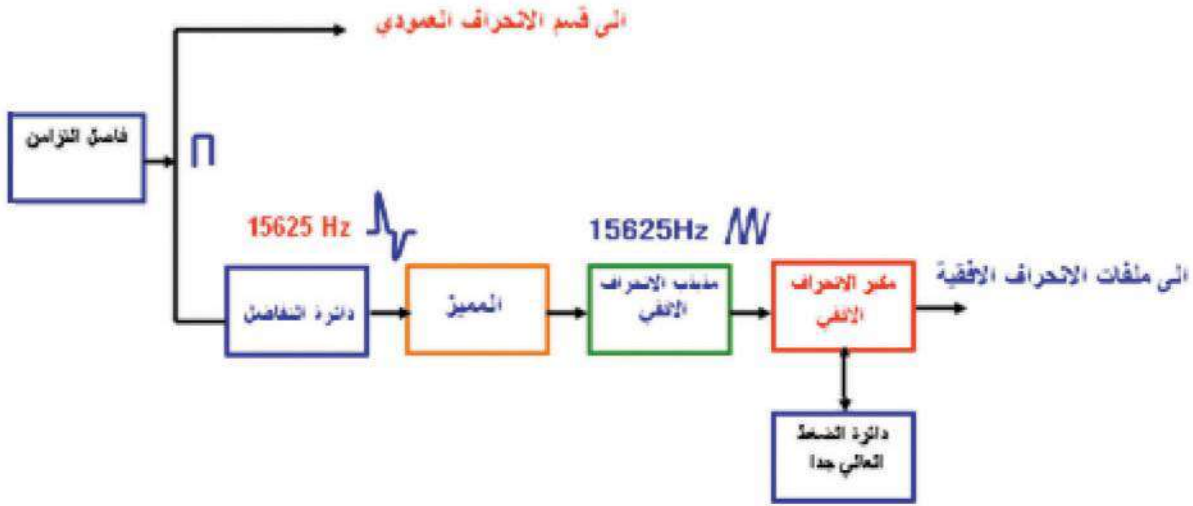 الى قسم الانحراف العمودي
فاصل التزامن
15625 Hz
15625Hz
دائرة التفاضل
المميز
مذبذب الانحراف
الافقي
مكبر الانحراف
الافقي
الى ملفات الانحراف الافقية
دائرة الضغط
العالي جدا